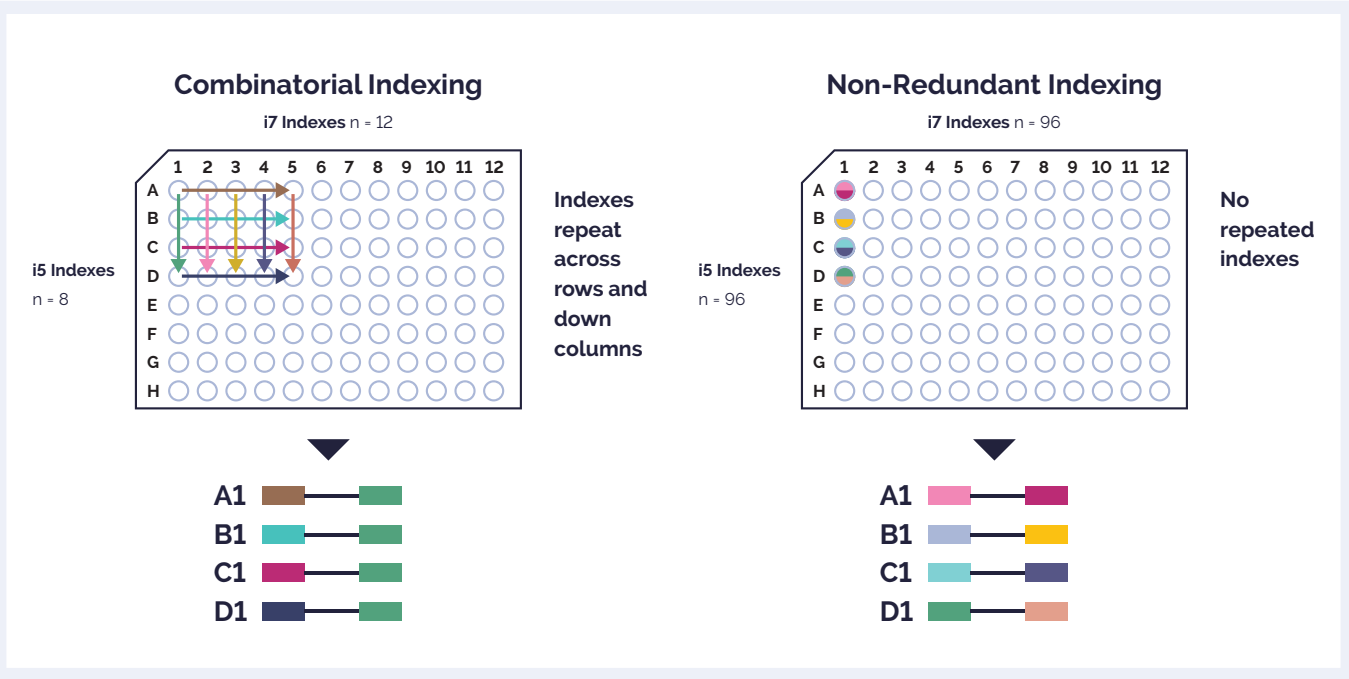 Combinatorial Indexing
i7 Indexes n = 12
1 2 3 4 5 6 7 8 9 10 11 12
A
B
C
D
E
F
G
H
i5 Indexes
n = 8
Indexes
repeat
across
rows and
down
columns
A1
B1
C1
D1
Non-Redundant Indexing
i7 Indexes n = 96
1 2 3 4 5 6 7 8 9 10 11 12
A
B
C
D
E
F
G
H
i5 Indexes
n = 96
No
repeated
indexes
A1
B1
C1
D1